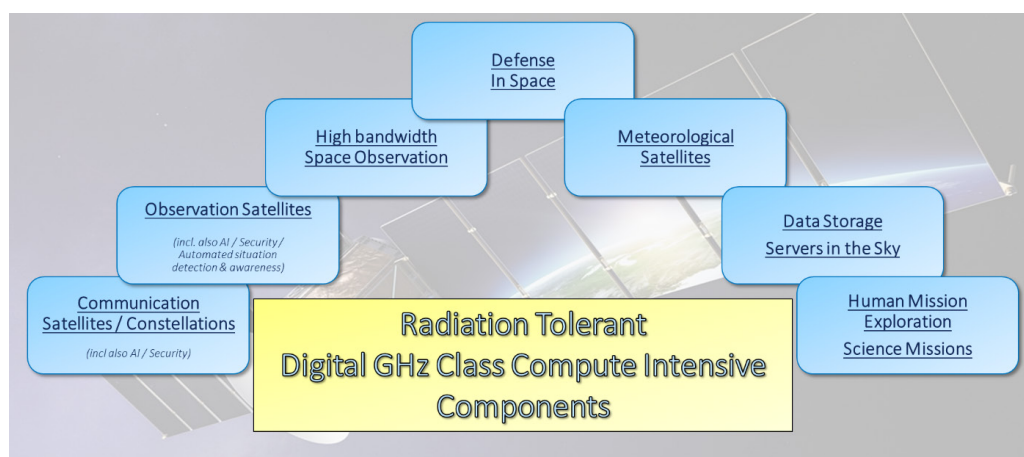 Defense
In Space
High bandwidth
Space Observation
Meteorological
Satellites
Observation Satellites
(incl. also AI / Security /
Automated situation
detection & awareness)
Data Storage
Servers in the Sky
Communication
Satellites / Constellations
(incl also AI / Security)
Human Mission
Exploration
Science Missions
Radiation Tolerant
Digital GHz Class Compute Intensive
Components